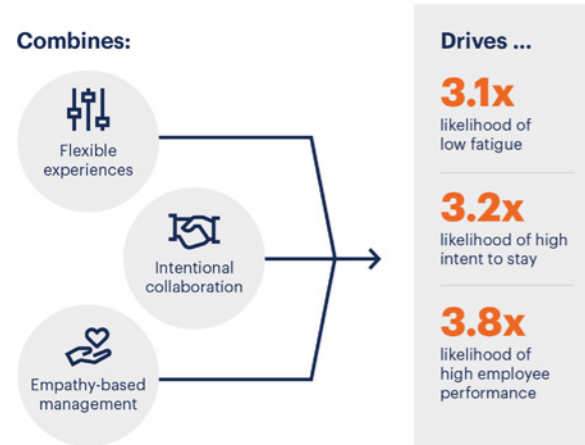 Combines:
Flexible
experiences
Intentional
collaboration
Empathy-based
management
Drives ...
3.1x
likelihood of
low fatigue
3.2x
likelihood of high
intent to stay
3.8x
likelihood of
high employee
performance